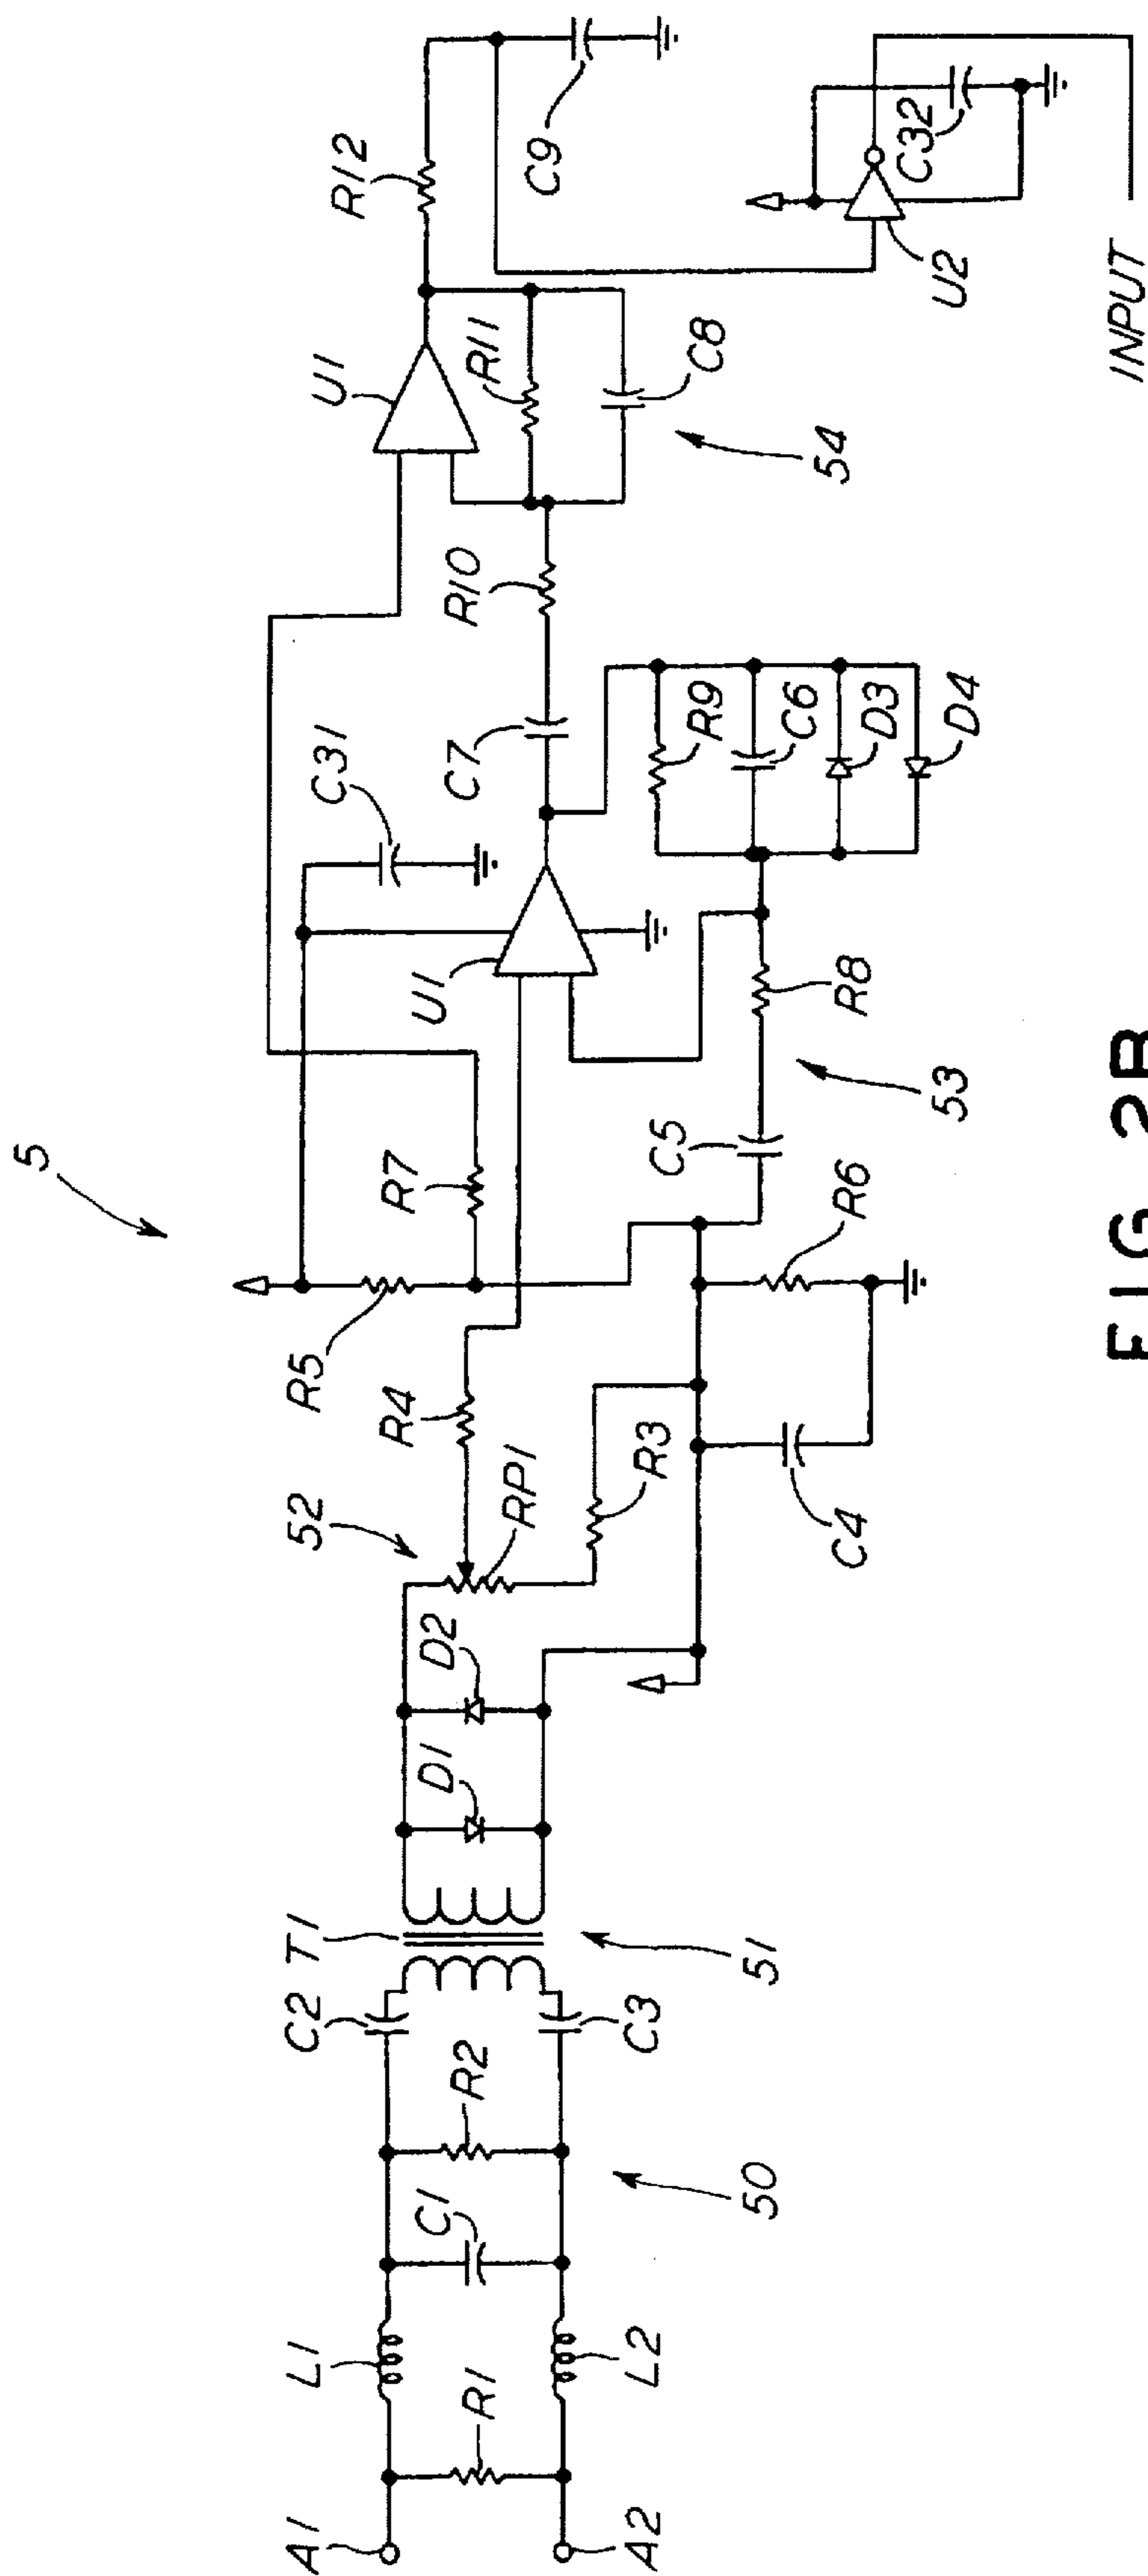 5
A1
A2
R1
L1
L2
C1
R2
50
C2
T1
C3
51
D1
D2
52
RP1
R4
R3
C4
R5
R7
R6
C5
53
R8
U1
C31
R9
C6
D3
D4
C7
R10
U1
R11
C8
54
R12
C9
U2
C32
INPUT
FIG 2B